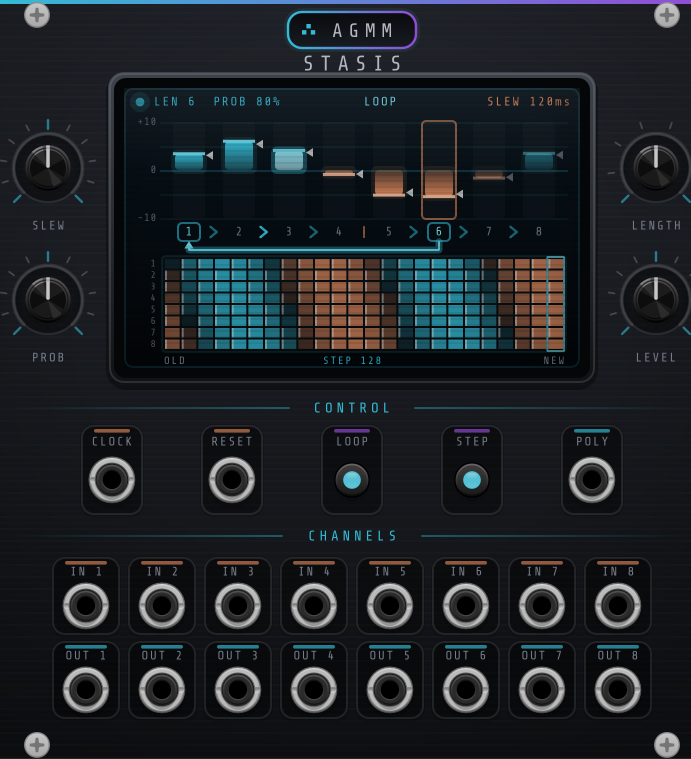 AGMM
STASIS
LEN 6 PROB 80% LOOP SLEW 120ms
+10
0
-10
1 2 3 4 5 6 7 8
SLEW
LENGTH
PROB
LEVEL
1
2
3
4
5
6
7
8
OLD STEP 128 NEW
CONTROL
CLOCK RESET LOOP STEP POLY
CHANNELS
IN 1 IN 2 IN 3 IN 4 IN 5 IN 6 IN 7 IN 8
OUT 1 OUT 2 OUT 3 OUT 4 OUT 5 OUT 6 OUT 7 OUT 8